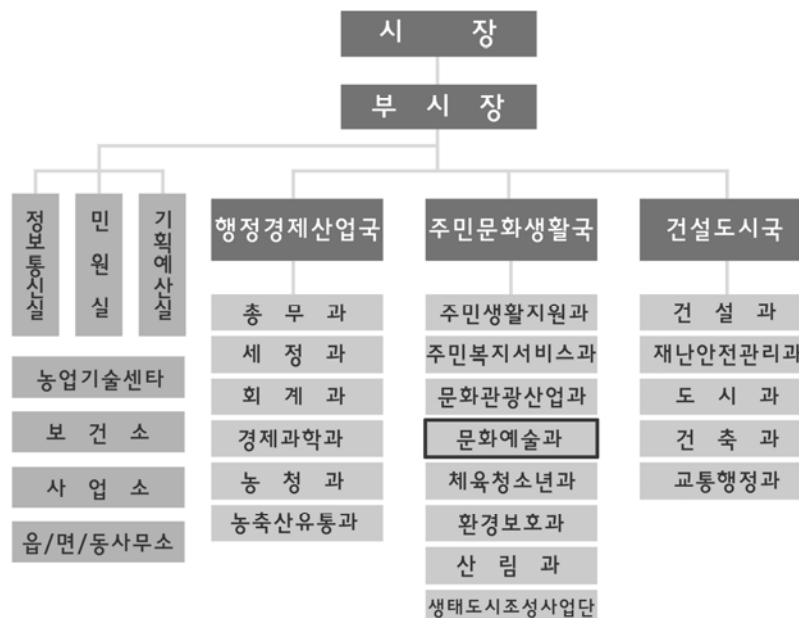 시 장
부 시 장
정보통신실
민원실
기획예산실
농업기술센타
보 건 소
사 업 소
읍/면/동사무소
행정경제산업국
총 무 과
세 정 과
회 계 과
경제과학과
농 청 과
농축산유통과
주민문화생활국
주민생활지원과
주민복지서비스과
문화관광산업과
문화예술과
체육청소년과
환경보호과
산 림 과
생태도시조성사업단
건설도시국
건 설 과
재난안전관리과
도 시 과
건 축 과
교통행정과